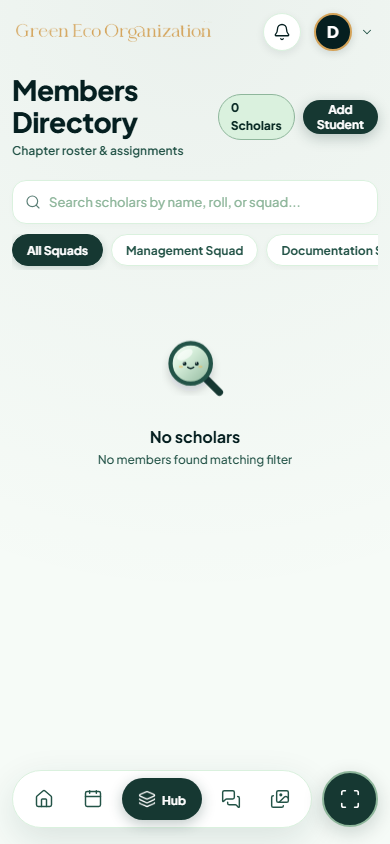 Green Eco Organization
D
Members
Directory
Chapter roster & assignments
0
Scholars
Add
Student
Search scholars by name, roll, or squad...
All Squads
Management Squad
Documentation S
No scholars
No members found matching filter
Hub